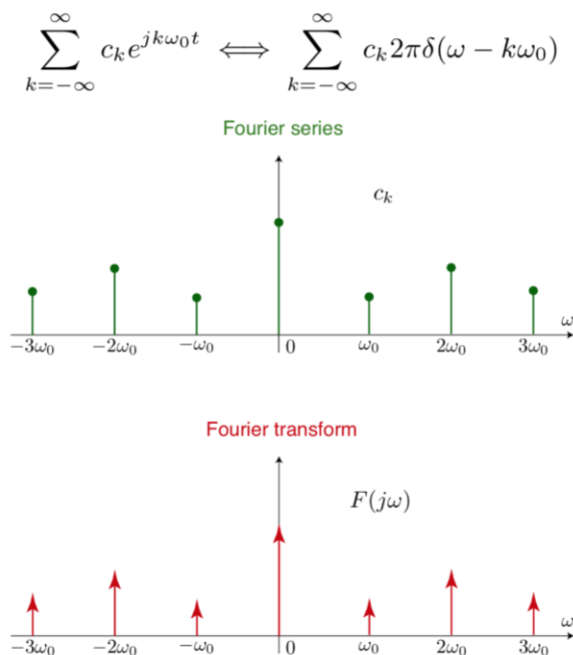 ∑_{k=−∞}^{∞} c_k e^{jkω_0 t} ⟺ ∑_{k=−∞}^{∞} c_k 2πδ(ω − kω_0)
Fourier series
c_k
ω
−3ω_0 −2ω_0 −ω_0 0 ω_0 2ω_0 3ω_0
Fourier transform
F(jω)
ω
−3ω_0 −2ω_0 −ω_0 0 ω_0 2ω_0 3ω_0